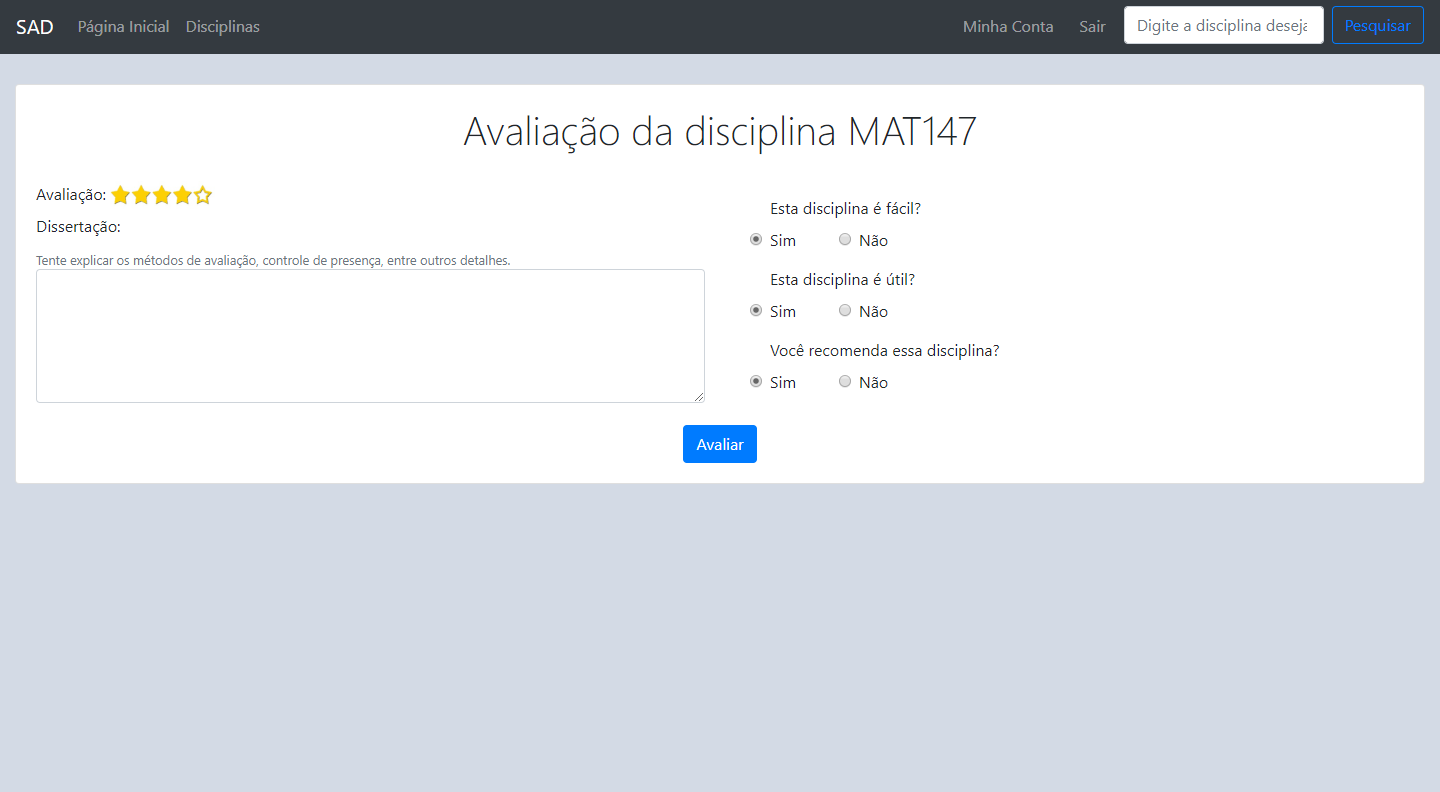 SAD Página Inicial Disciplinas Minha Conta Sair Digite a disciplina deseja Pesquisar
Avaliação da disciplina MAT147
Avaliação:
Dissertação:
Tente explicar os métodos de avaliação, controle de presença, entre outros detalhes.
Esta disciplina é fácil?
Sim Não
Esta disciplina é útil?
Sim Não
Você recomenda essa disciplina?
Sim Não
Avaliar